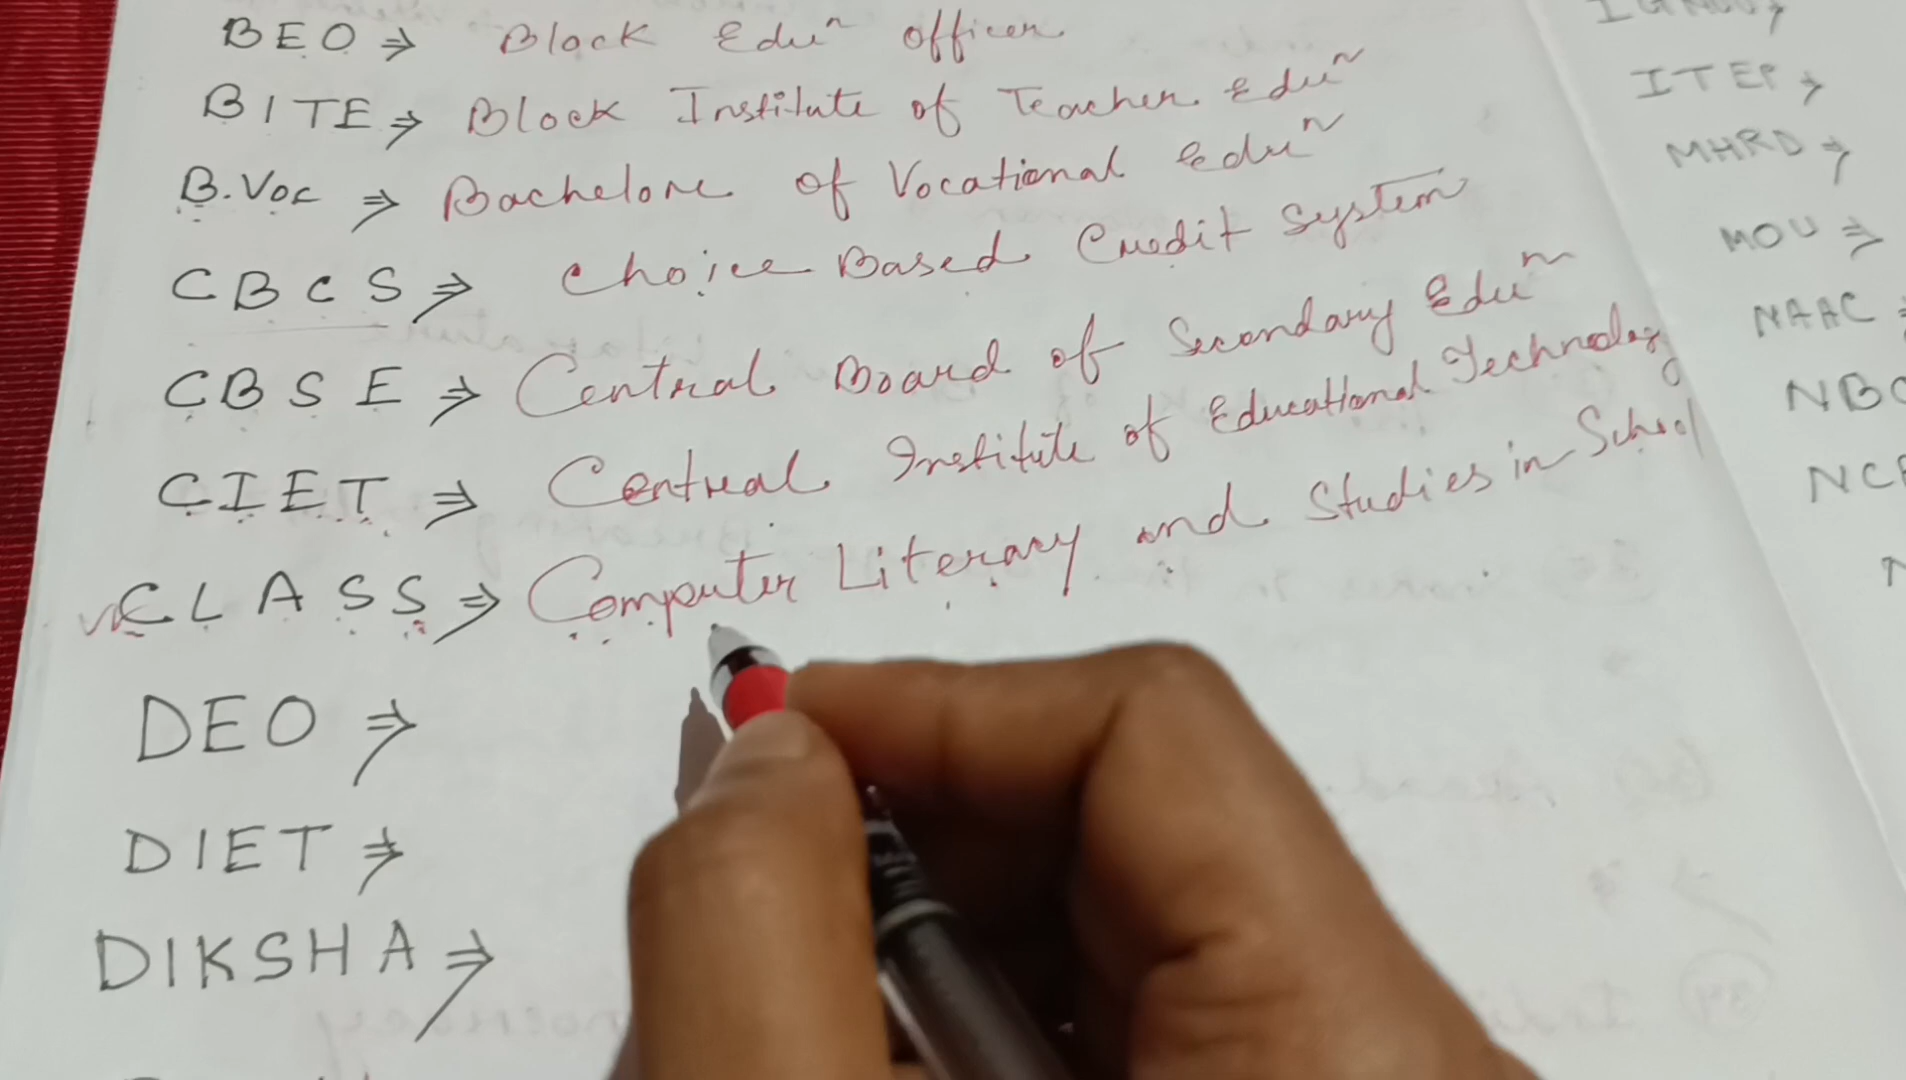 BEO ⇒ Block Eduⁿ officer
BITE ⇒ Block Institute of Teacher Eduⁿ
B.Voc ⇒ Bachelore of Vocational Eduⁿ
CBCS ⇒ Choice Based Credit System
CBSE ⇒ Central Board of Secondary Eduⁿ
CIET ⇒ Central Institute of Educational Technology
CLASS ⇒ Computer Literary and Studies in School
DEO ⇒
DIET ⇒
DIKSHA ⇒
ITEP ⇒
MHRD ⇒
MOU ⇒
NAAC ⇒